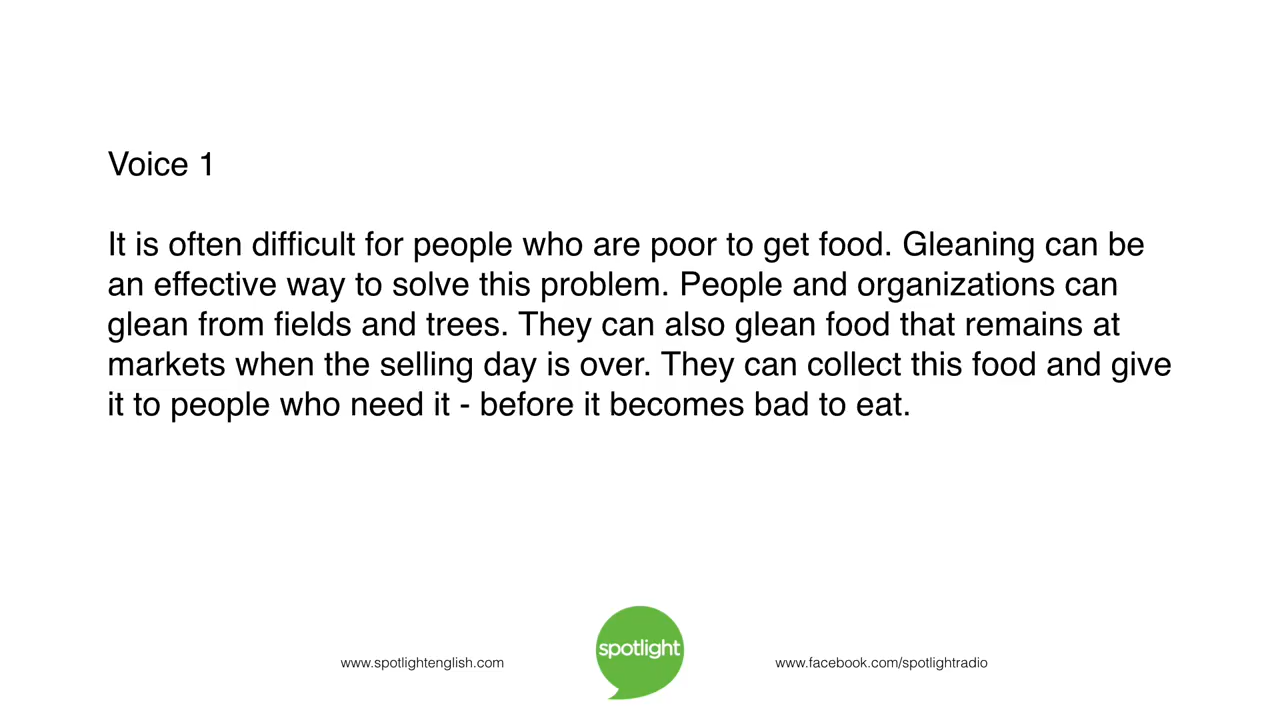 Voice 1
It is often difficult for people who are poor to get food. Gleaning can be
an effective way to solve this problem. People and organizations can
glean from fields and trees. They can also glean food that remains at
markets when the selling day is over. They can collect this food and give
it to people who need it - before it becomes bad to eat.
www.spotlightenglish.com
spotlight
www.facebook.com/spotlightradio